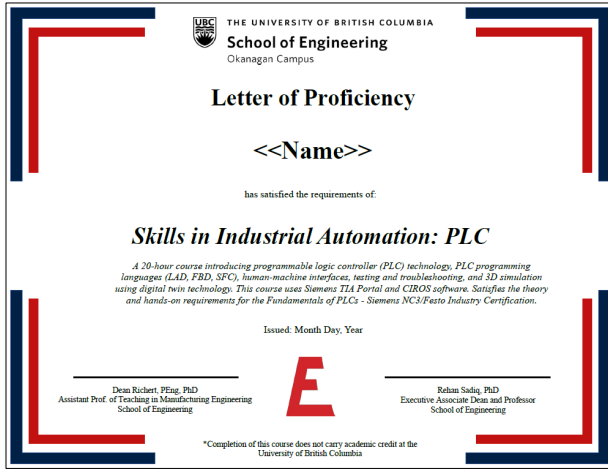 UBC
THE UNIVERSITY OF BRITISH COLUMBIA
School of Engineering
Okanagan Campus
Letter of Proficiency
<<Name>>
has satisfied the requirements of:
Skills in Industrial Automation: PLC
A 20-hour course introducing programmable logic controller (PLC) technology, PLC programming
languages (LAD, FBD, SFC), human-machine interfaces, testing and troubleshooting, and 3D simulation
using digital twin technology. This course uses Siemens TIA Portal and CIROS software. Satisfies the theory
and hands-on requirements for the Fundamentals of PLCs - Siemens NC3/Festo Industry Certification.
Issued: Month Day, Year
Dean Richert, PEng, PhD
Assistant Prof. of Teaching in Manufacturing Engineering
School of Engineering
E
Rehan Sadiq, PhD
Executive Associate Dean and Professor
School of Engineering
*Completion of this course does not carry academic credit at the
University of British Columbia